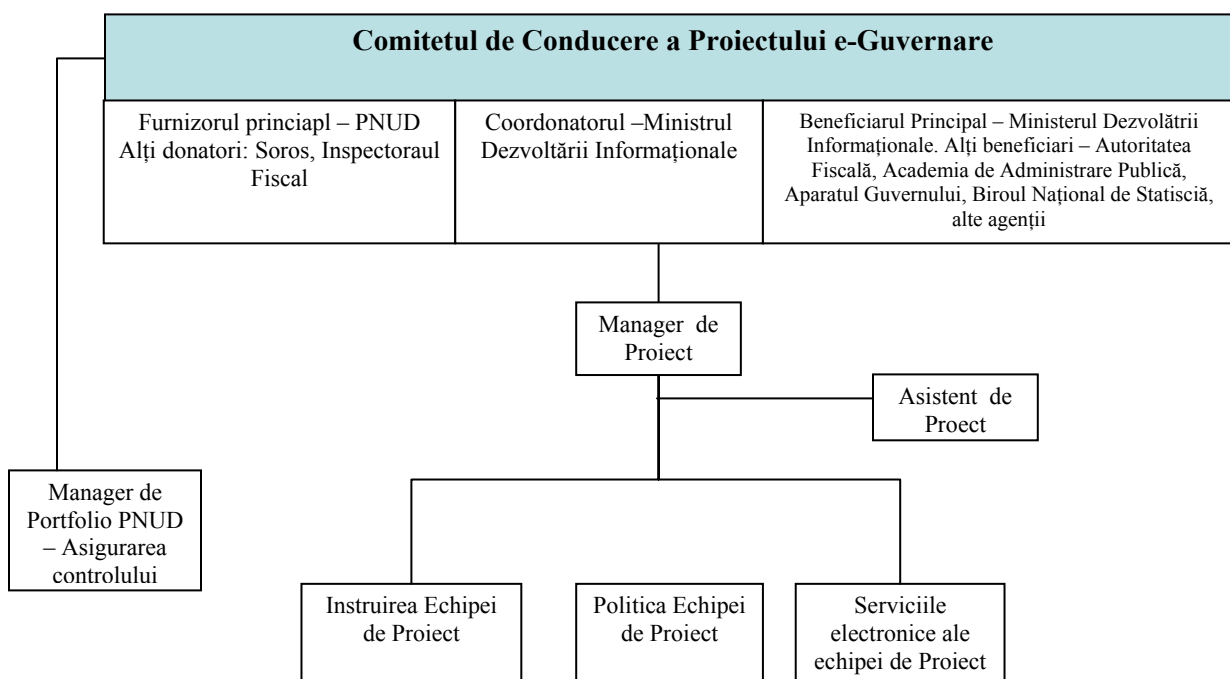 Comitetul de Conducere a Proiectului e-Guvernare
Furnizorul princiapl – PNUD
Alți donatori: Soros, Inspectoraul
Fiscal
Coordonatorul –Ministrul
Dezvoltării Informaționale
Beneficiarul Principal – Ministerul Dezvolătrii
Informaționale. Alți beneficiari – Autoritatea
Fiscală, Academia de Administrare Publică,
Aparatul Guvernului, Biroul Național de Statisciă,
alte agenții
Manager de
Proiect
Asistent de
Proect
Manager de
Portfolio PNUD
– Asigurarea
controlului
Instruirea Echipei
de Proiect
Politica Echipei
de Proiect
Serviciile
electronice ale
echipei de Proiect